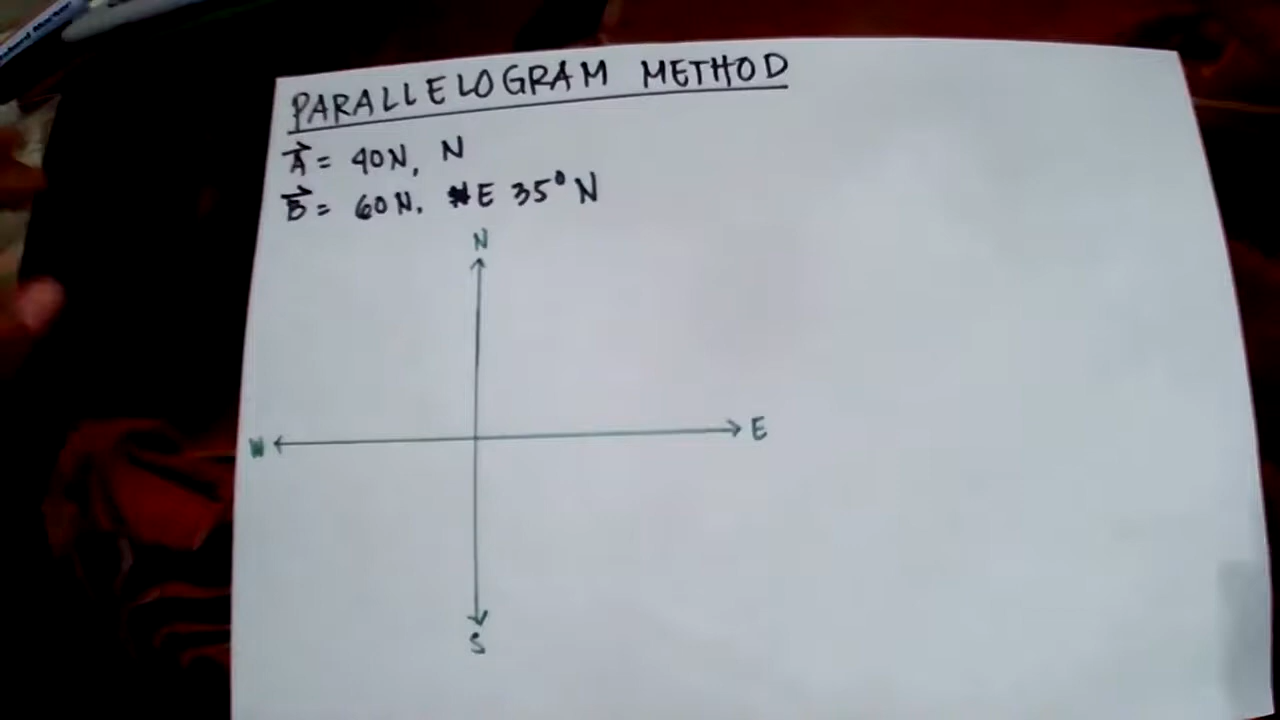 PARALLELOGRAM METHOD
A⃗ = 40N, N
B⃗ = 60N, E 35° N
N
W E
S